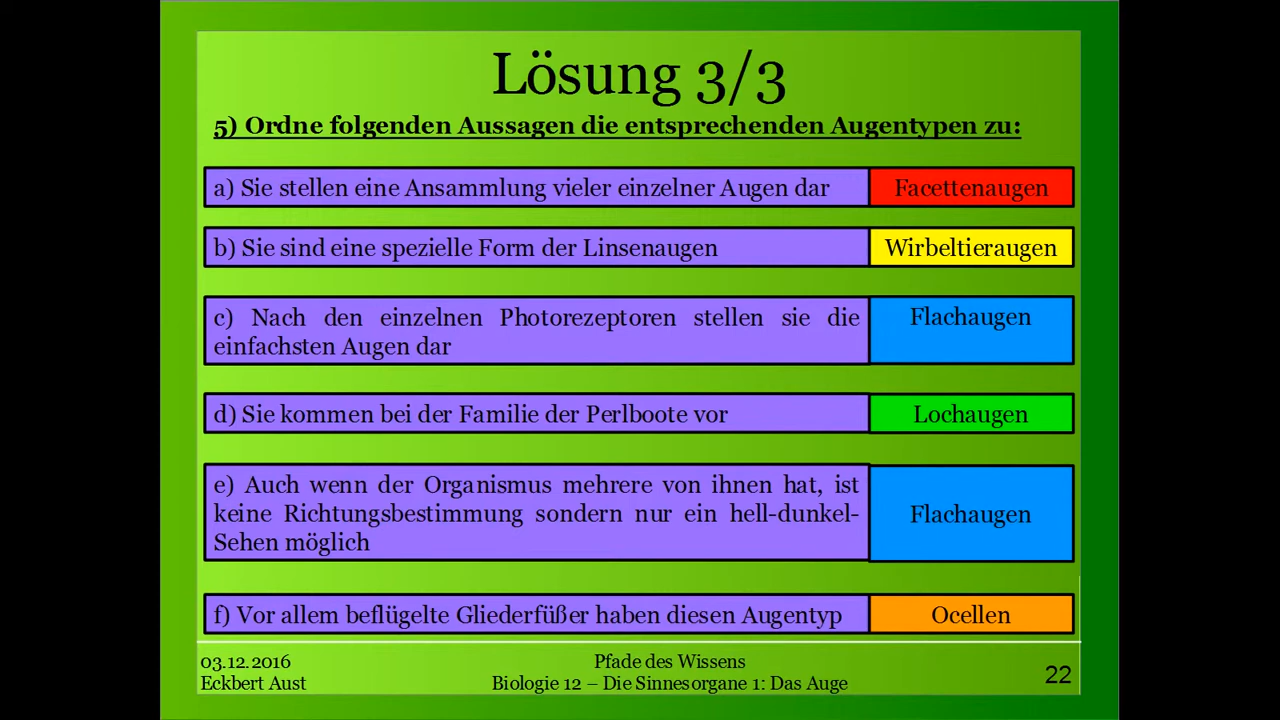 Lösung 3/3
5) Ordne folgenden Aussagen die entsprechenden Augentypen zu:
a) Sie stellen eine Ansammlung vieler einzelner Augen dar
Facettenaugen
b) Sie sind eine spezielle Form der Linsenaugen
Wirbeltieraugen
c) Nach den einzelnen Photorezeptoren stellen sie die
einfachsten Augen dar
Flachaugen
d) Sie kommen bei der Familie der Perlboote vor
Lochaugen
e) Auch wenn der Organismus mehrere von ihnen hat, ist
keine Richtungsbestimmung sondern nur ein hell-dunkel-
Sehen möglich
Flachaugen
f) Vor allem beflügelte Gliederfüßer haben diesen Augentyp
Ocellen
03.12.2016
Eckbert Aust
Pfade des Wissens
Biologie 12 – Die Sinnesorgane 1: Das Auge
22